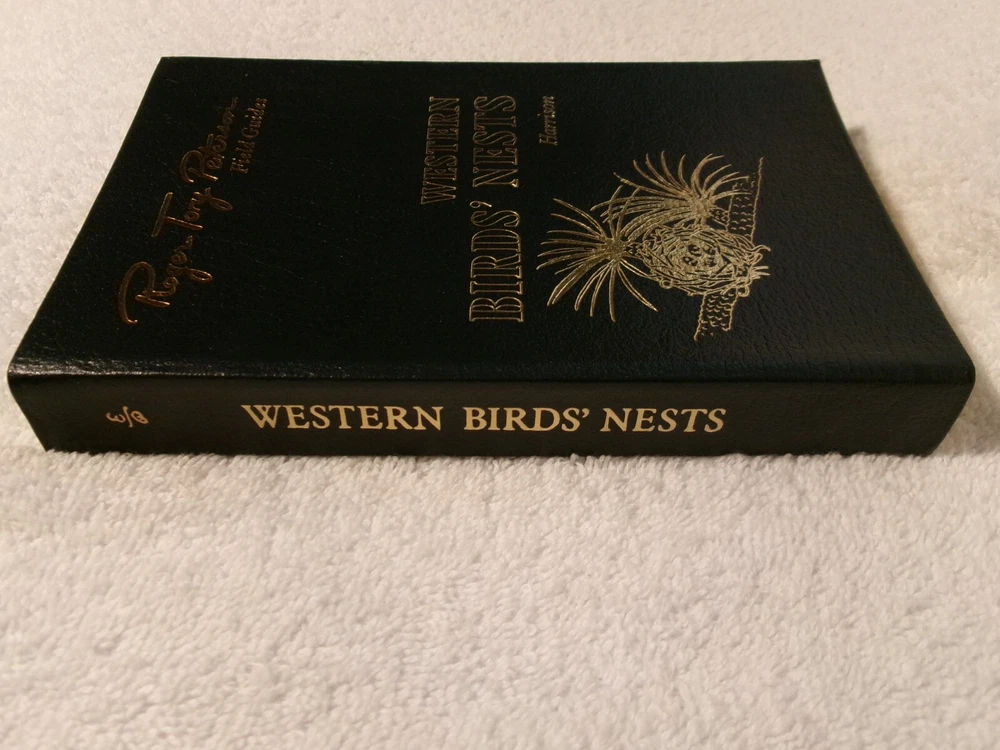 Roger Tory Peterson
Field Guides
WESTERN
BIRDS' NESTS
Harrison
WESTERN BIRDS' NESTS